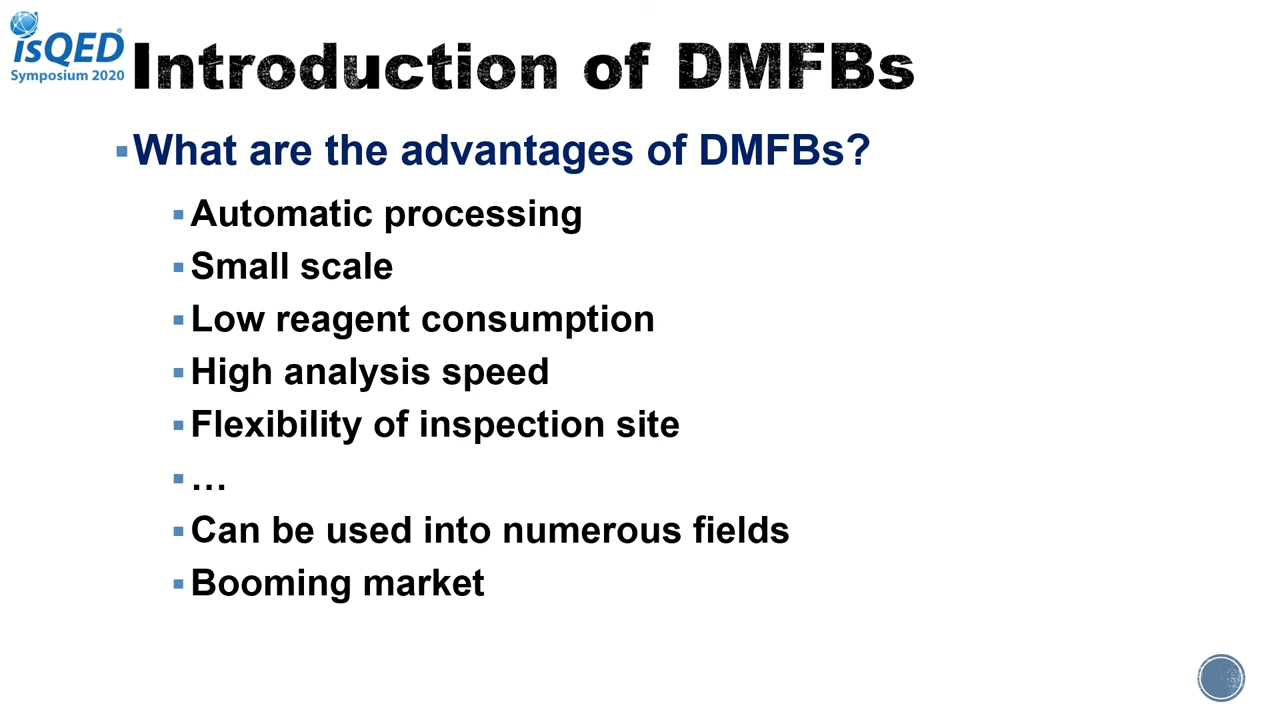 isQED
Symposium 2020
Introduction of DMFBs
What are the advantages of DMFBs?
Automatic processing
Small scale
Low reagent consumption
High analysis speed
Flexibility of inspection site
…
Can be used into numerous fields
Booming market